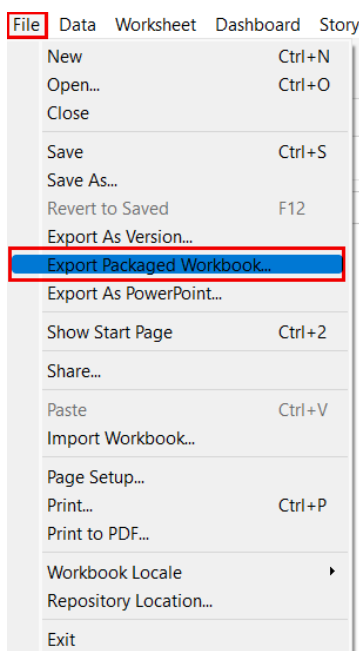 File Data Worksheet Dashboard Story
New Ctrl+N
Open... Ctrl+O
Close
Save Ctrl+S
Save As...
Revert to Saved F12
Export As Version...
Export Packaged Workbook...
Export As PowerPoint...
Show Start Page Ctrl+2
Share...
Paste Ctrl+V
Import Workbook...
Page Setup...
Print... Ctrl+P
Print to PDF...
Workbook Locale
Repository Location...
Exit